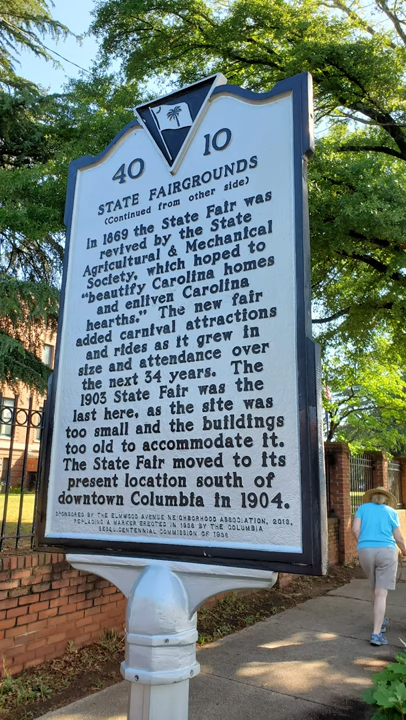 40 10
STATE FAIRGROUNDS
(Continued from other side)
In 1869 the State Fair was
revived by the State
Agricultural & Mechanical
Society, which hoped to
"beautify Carolina homes
and enliven Carolina
hearths." The new fair
added carnival attractions
and rides as it grew in
size and attendance over
the next 34 years. The
1903 State Fair was the
last here, as the site was
too small and the buildings
too old to accommodate it.
The State Fair moved to its
present location south of
downtown Columbia in 1904.
SPONSORED BY THE ELMWOOD AVENUE NEIGHBORHOOD ASSOCIATION, 2013,
REPLACING A MARKER ERECTED IN 1938 BY THE COLUMBIA
SESQUICENTENNIAL COMMISSION OF 1936